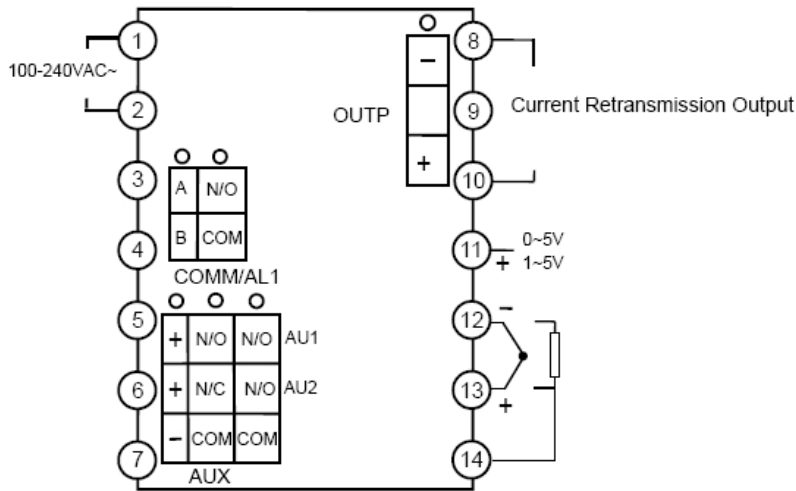 1
100-240VAC~
2
3
A N/O
4
B COM
COMM/AL1
5
+ N/O N/O AU1
6
+ N/C N/O AU2
7
- COM COM
AUX
8
-
OUTP
9
Current Retransmission Output
+
10
11
0~5V
+ 1~5V
12
-
13
+
14